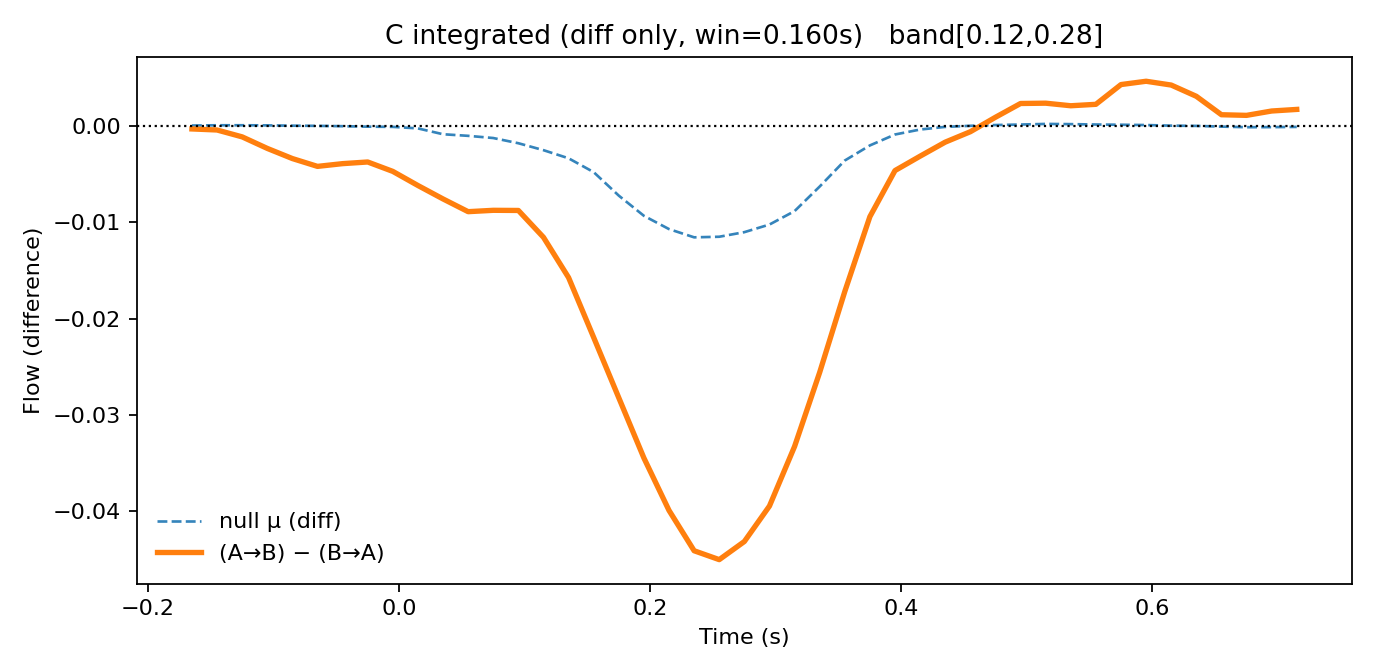 C integrated (diff only, win=0.160s)   band[0.12,0.28]
Flow (difference)
0.00
−0.01
−0.02
−0.03
−0.04
null μ (diff)
(A→B) − (B→A)
−0.2
0.0
0.2
0.4
0.6
Time (s)